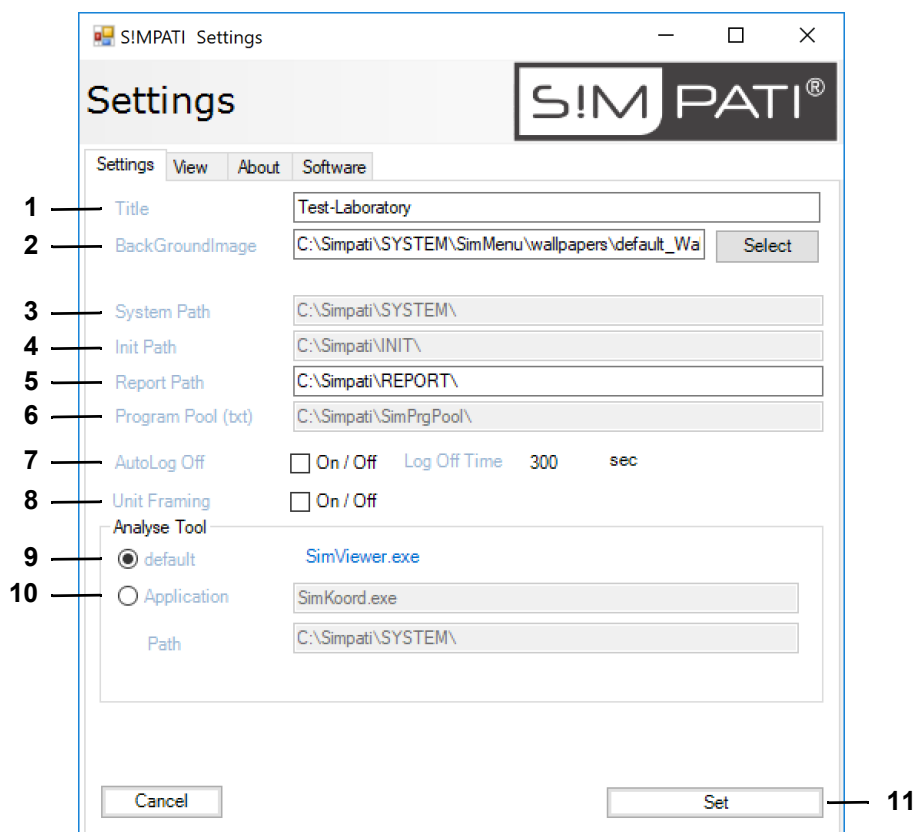 S!MPATI Settings
Settings
S!MPATI®
Settings View About Software
1 Title Test-Laboratory
2 BackGroundImage C:\Simpati\SYSTEM\SimMenu\wallpapers\default_Wa Select
3 System Path C:\Simpati\SYSTEM\
4 Init Path C:\Simpati\INIT\
5 Report Path C:\Simpati\REPORT\
6 Program Pool (txt) C:\Simpati\SimPrgPool\
7 AutoLog Off On / Off Log Off Time 300 sec
8 Unit Framing On / Off
Analyse Tool
9 default SimViewer.exe
10 Application SimKoord.exe
Path C:\Simpati\SYSTEM\
Cancel Set 11